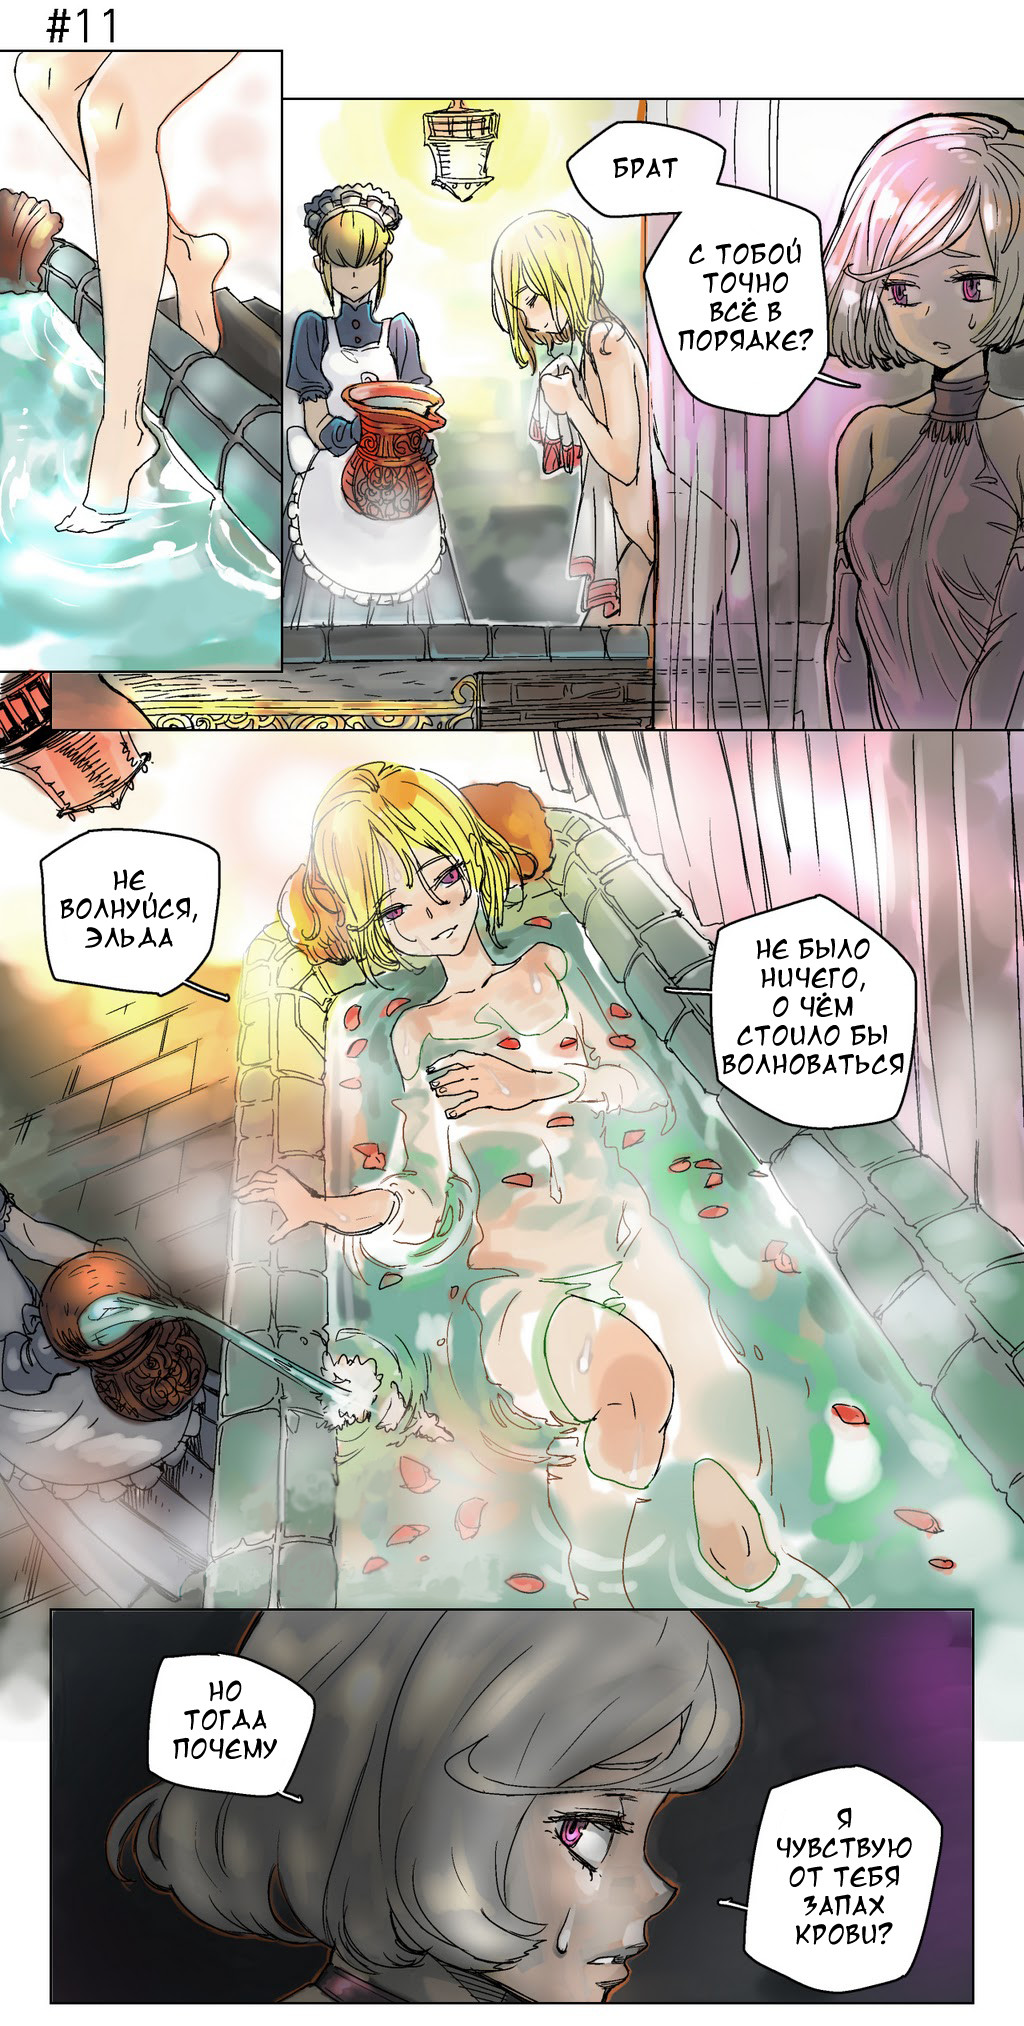 #11
БРАТ
С ТОБОЙ
ТОЧНО
ВСЁ В
ПОРЯДКЕ?
НЕ
ВОЛНУЙСЯ,
ЭЛЬДА
НЕ БЫЛО
НИЧЕГО,
О ЧЁМ
СТОИЛО БЫ
ВОЛНОВАТЬСЯ
НО
ТОГДА
ПОЧЕМУ
Я
ЧУВСТВУЮ
ОТ ТЕБЯ
ЗАПАХ
КРОВИ?